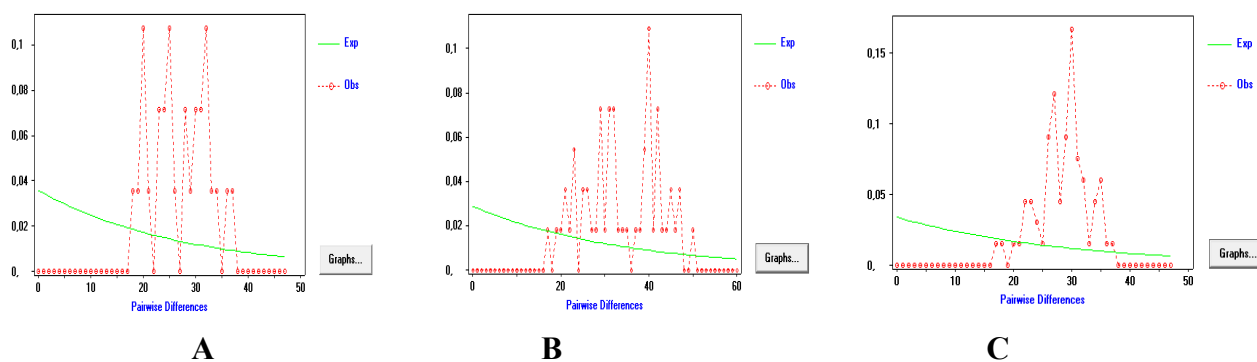 0,1
0,08
0,06
0,04
0,02
0,
0
10
20
30
40
50
Pairwise Differences
Exp
Obs
Graphs...
A
0,1
0,08
0,06
0,04
0,02
0,
0
20
40
60
Pairwise Differences
Exp
Obs
Graphs...
B
0,15
0,1
0,05
0,
0
10
20
30
40
50
Pairwise Differences
Exp
Obs
Graphs...
C